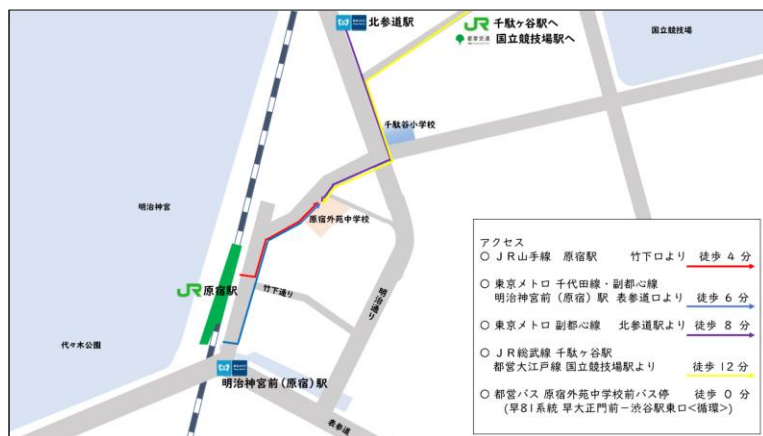 北参道駅
JR 千駄ヶ谷駅へ
都営交通 国立競技場駅へ
国立競技場
千駄谷小学校
明治神宮
原宿外苑中学校
JR 原宿駅
竹下通り
明治通り
代々木公園
明治神宮前(原宿)駅
表参道
アクセス
○ JR山手線 原宿駅 竹下口より 徒歩 4 分
○ 東京メトロ 千代田線・副都心線
明治神宮前(原宿)駅 表参道口より 徒歩 6 分
○ 東京メトロ 副都心線 北参道駅より 徒歩 8 分
○ JR総武線 千駄ヶ谷駅
都営大江戸線 国立競技場駅より 徒歩 12 分
○ 都営バス 原宿外苑中学校前バス停 徒歩 0 分
(早81系統 早大正門前-渋谷駅東口<循環>)